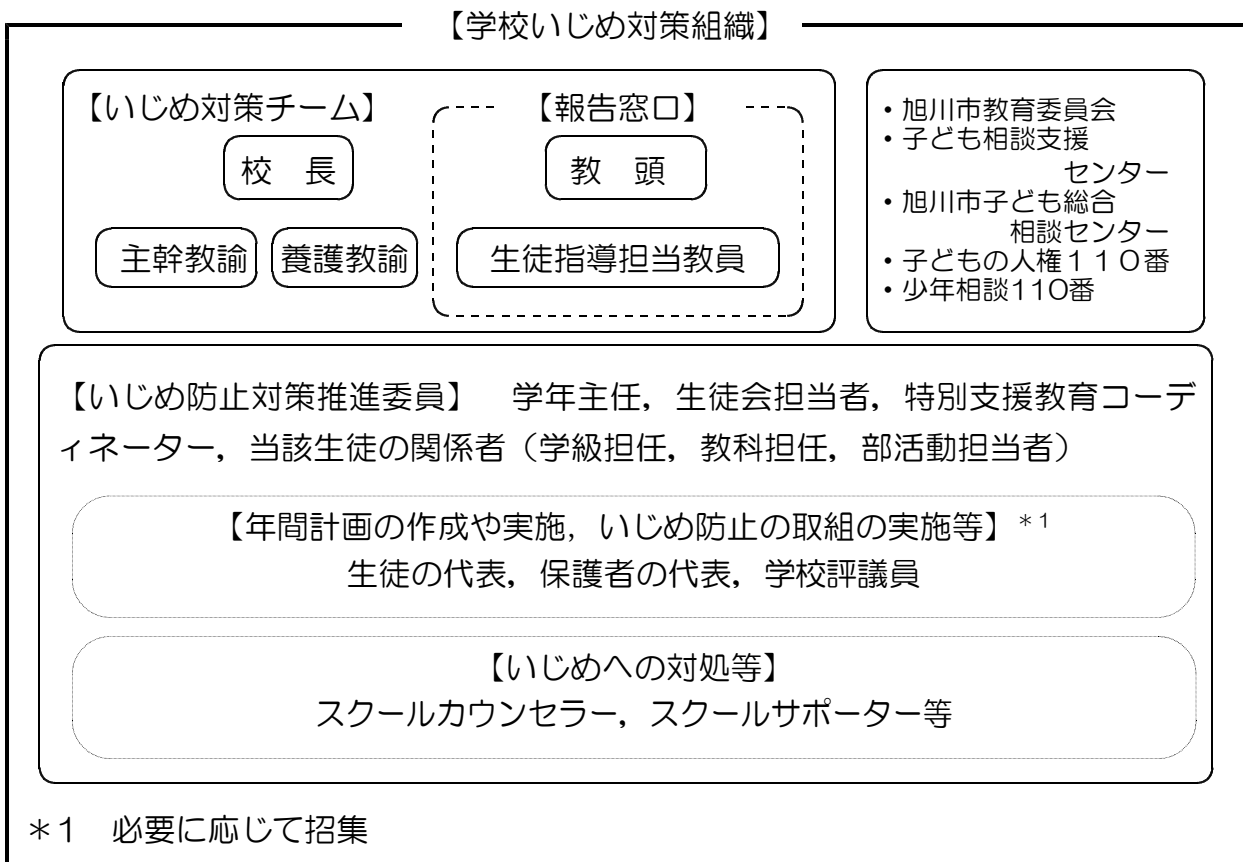 【学校いじめ対策組織】
【いじめ対策チーム】
校 長
主幹教諭
養護教諭
【報告窓口】
教 頭
生徒指導担当教員
・旭川市教育委員会
・子ども相談支援
センター
・旭川市子ども総合
相談センター
・子どもの人権１１０番
・少年相談110番
【いじめ防止対策推進委員】 学年主任，生徒会担当者，特別支援教育コーデ
ィネーター，当該生徒の関係者（学級担任，教科担任，部活動担当者）
【年間計画の作成や実施，いじめ防止の取組の実施等】＊1
生徒の代表，保護者の代表，学校評議員
【いじめへの対処等】
スクールカウンセラー，スクールサポーター等
＊１ 必要に応じて招集